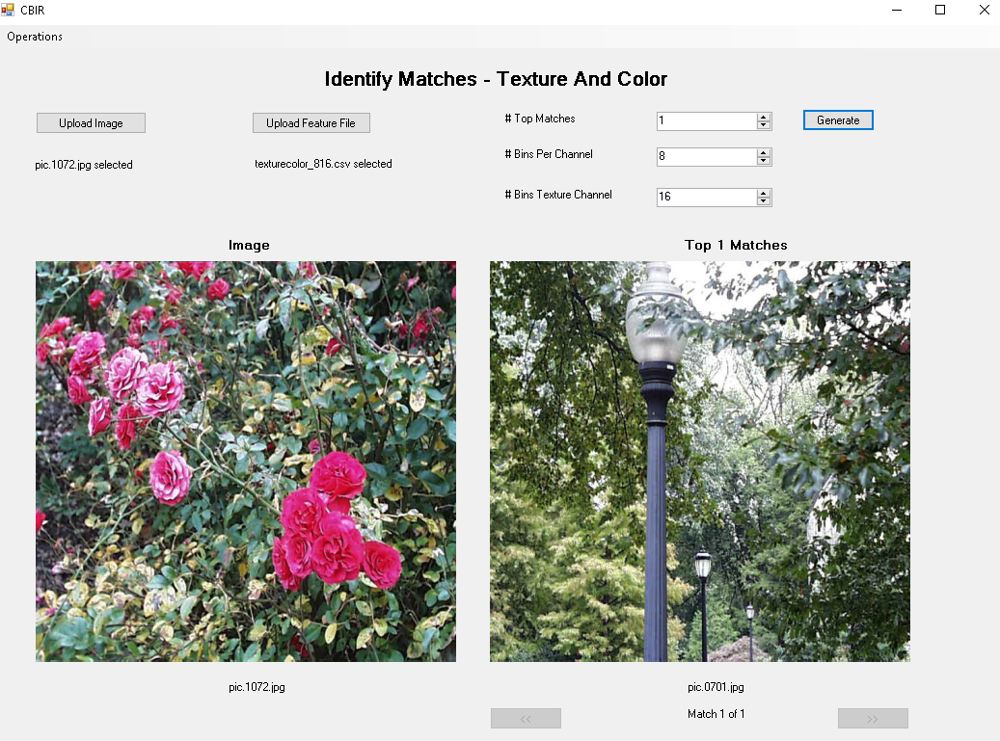 CBIR
Operations
Identify Matches - Texture And Color
Upload Image
Upload Feature File
# Top Matches
1
Generate
pic.1072.jpg selected
texturecolor_816.csv selected
# Bins Per Channel
8
# Bins Texture Channel
16
Image
Top 1 Matches
pic.1072.jpg
pic.0701.jpg
Match 1 of 1
<<
>>